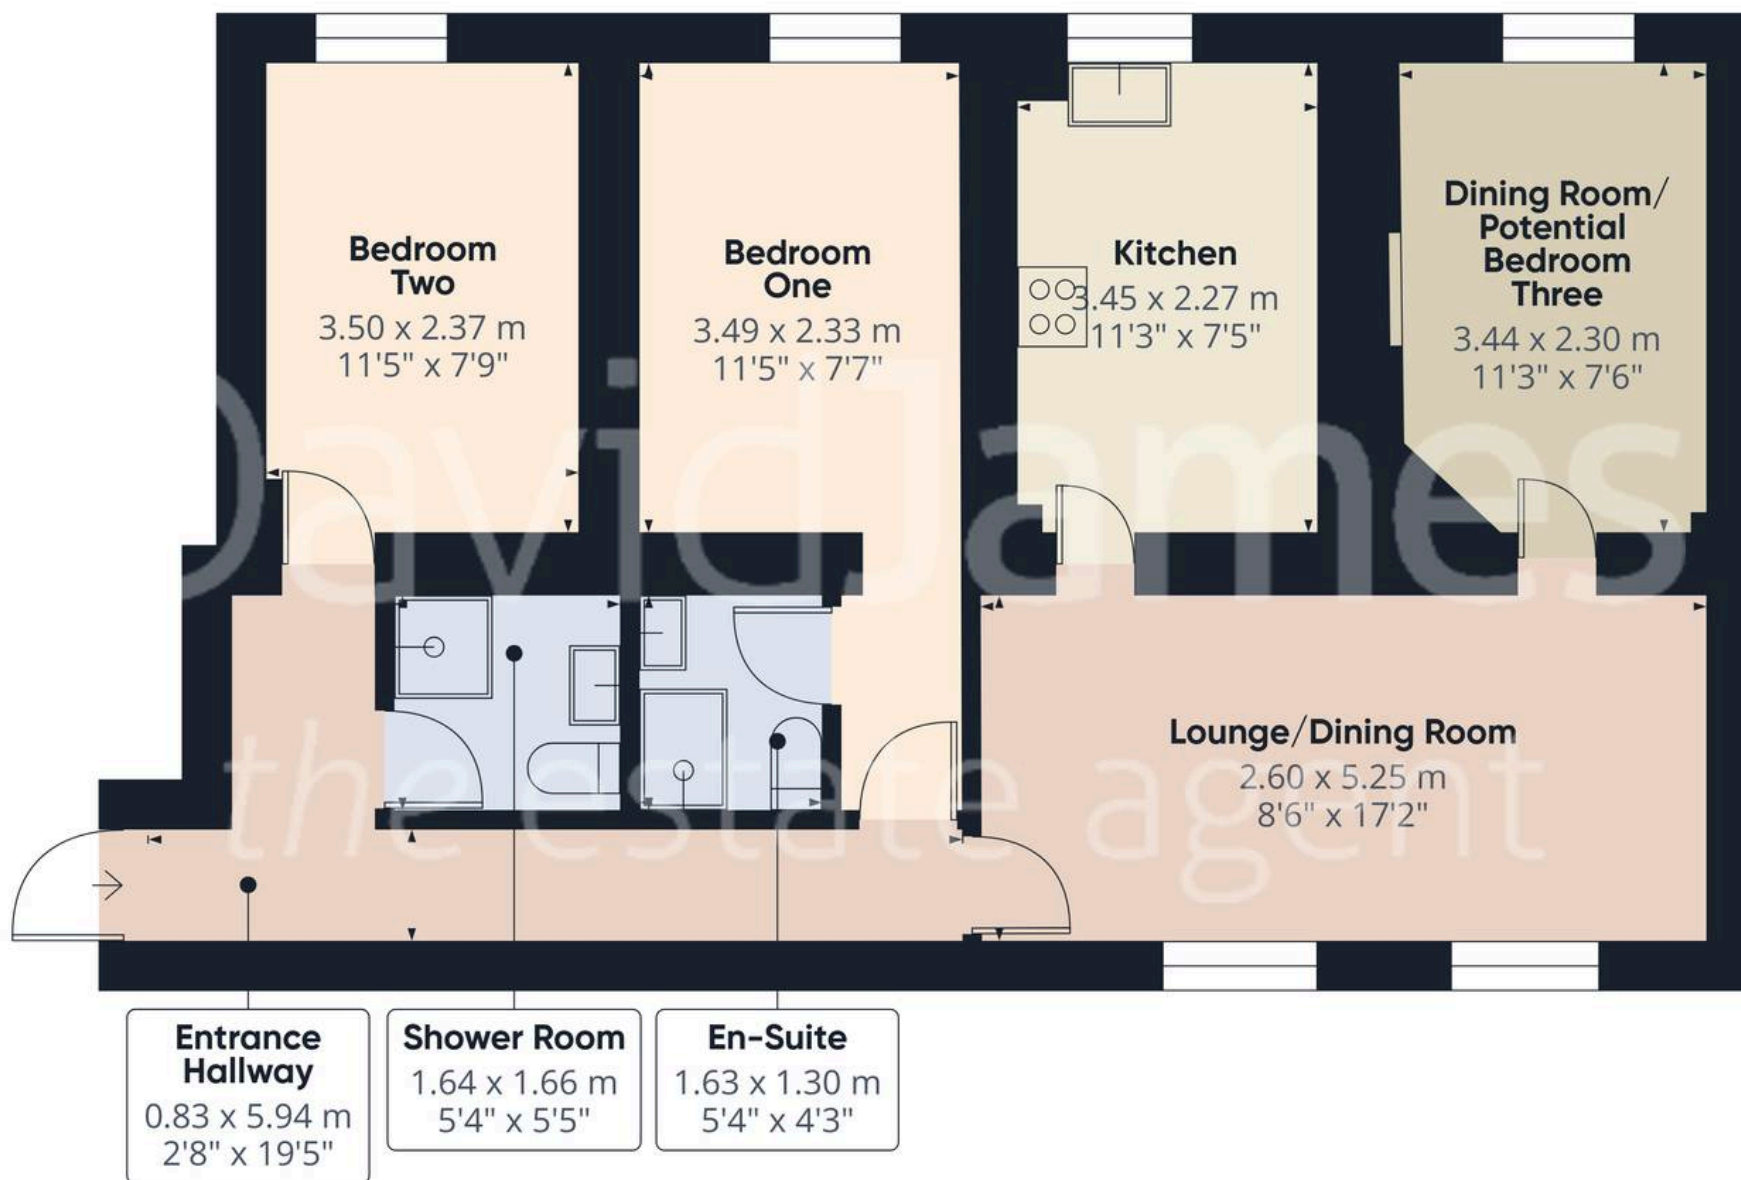 Bedroom
Two
3.50 x 2.37 m
11'5" x 7'9"
Bedroom
One
3.49 x 2.33 m
11'5" x 7'7"
Kitchen
3.45 x 2.27 m
11'3" x 7'5"
Dining Room/
Potential
Bedroom
Three
3.44 x 2.30 m
11'3" x 7'6"
DavidJames
the estate agent
Lounge/Dining Room
2.60 x 5.25 m
8'6" x 17'2"
Entrance
Hallway
0.83 x 5.94 m
2'8" x 19'5"
Shower Room
1.64 x 1.66 m
5'4" x 5'5"
En-Suite
1.63 x 1.30 m
5'4" x 4'3"